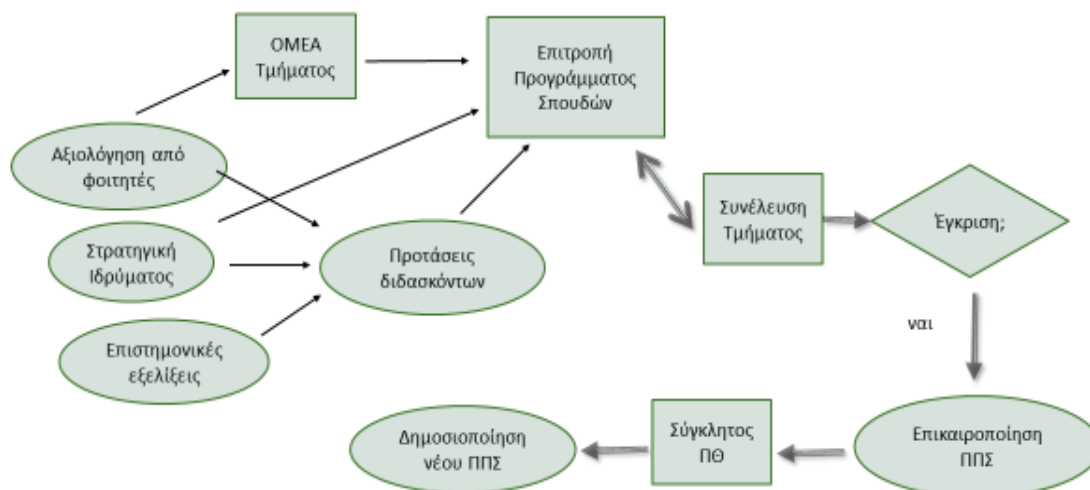 ΟΜΕΑ
Τμήματος
Επιτροπή
Προγράμματος
Σπουδών
Αξιολόγηση από
φοιτητές
Στρατηγική
Ιδρύματος
Επιστημονικές
εξελίξεις
Προτάσεις
διδασκόντων
Συνέλευση
Τμήματος
Έγκριση;
ναι
Επικαιροποίηση
ΠΠΣ
Σύγκλητος
ΠΘ
Δημοσιοποίηση
νέου ΠΠΣ